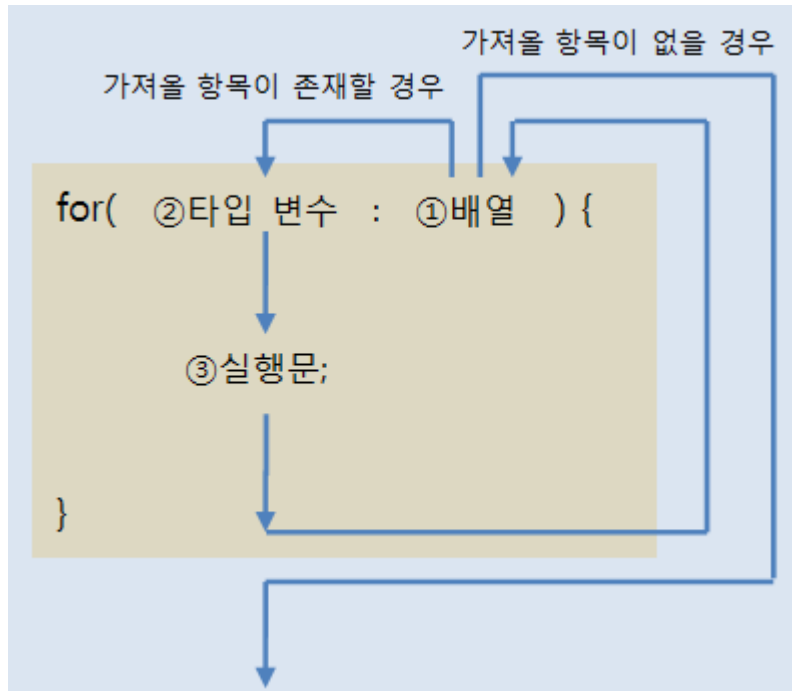 가져올 항목이 없을 경우
가져올 항목이 존재할 경우
for( ②타입 변수 : ①배열 ) {
③실행문;
}